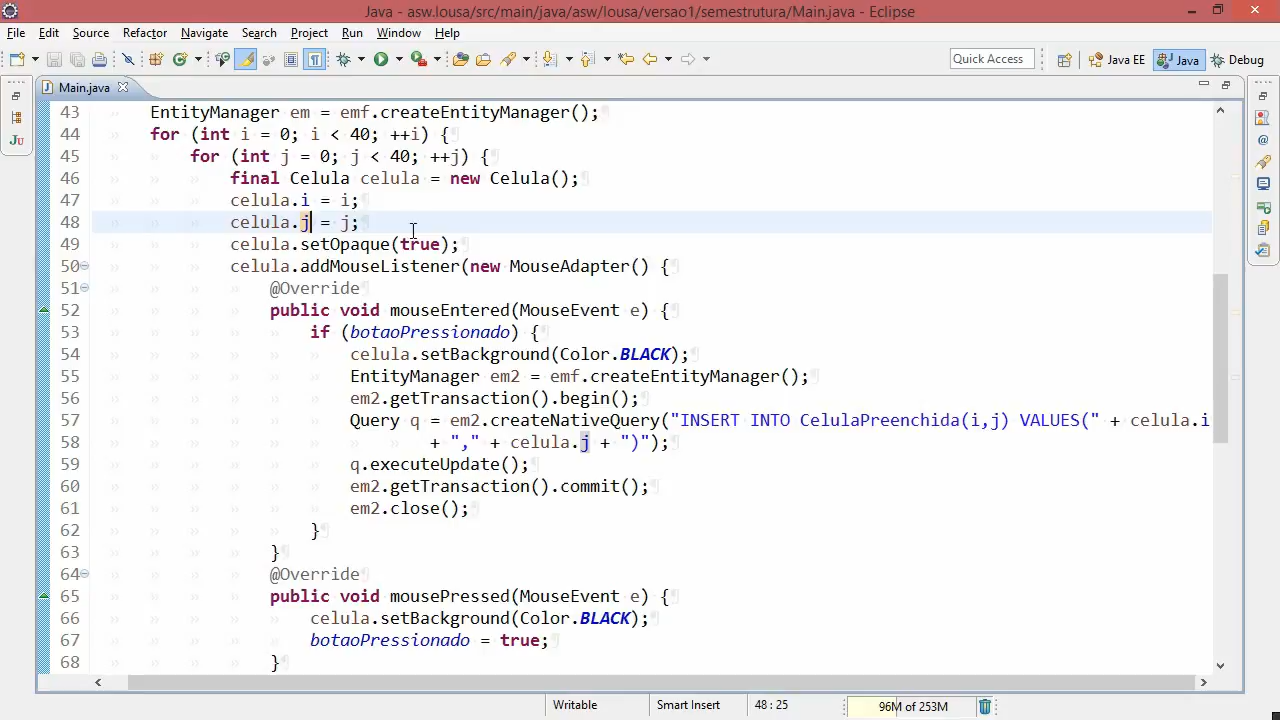 Java - asw.lousa/src/main/java/asw/lousa/versao1/semestrutura/Main.java - Eclipse
File Edit Source Refactor Navigate Search Project Run Window Help
Quick Access Java EE Java Debug
Main.java
43 EntityManager em = emf.createEntityManager();
44 for (int i = 0; i < 40; ++i) {
45 for (int j = 0; j < 40; ++j) {
46 final Celula celula = new Celula();
47 celula.i = i;
48 celula.j = j;
49 celula.setOpaque(true);
50 celula.addMouseListener(new MouseAdapter() {
51 @Override
52 public void mouseEntered(MouseEvent e) {
53 if (botaoPressionado) {
54 celula.setBackground(Color.BLACK);
55 EntityManager em2 = emf.createEntityManager();
56 em2.getTransaction().begin();
57 Query q = em2.createNativeQuery("INSERT INTO CelulaPreenchida(i,j) VALUES(" + celula.i
58 + "," + celula.j + ")");
59 q.executeUpdate();
60 em2.getTransaction().commit();
61 em2.close();
62 }
63 }
64 @Override
65 public void mousePressed(MouseEvent e) {
66 celula.setBackground(Color.BLACK);
67 botaoPressionado = true;
68 }
Writable Smart Insert 48 : 25 96M of 253M